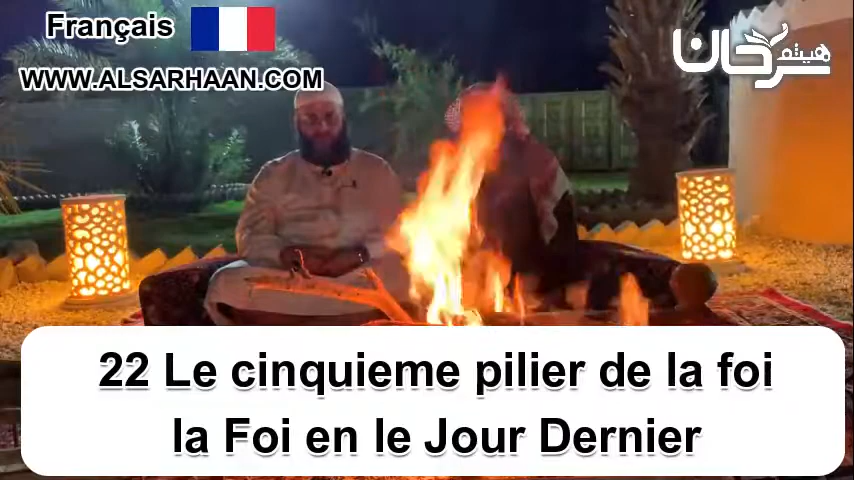 Français
WWW.ALSARHAAN.COM
هيثم
سرحان
22 Le cinquieme pilier de la foi
la Foi en le Jour Dernier